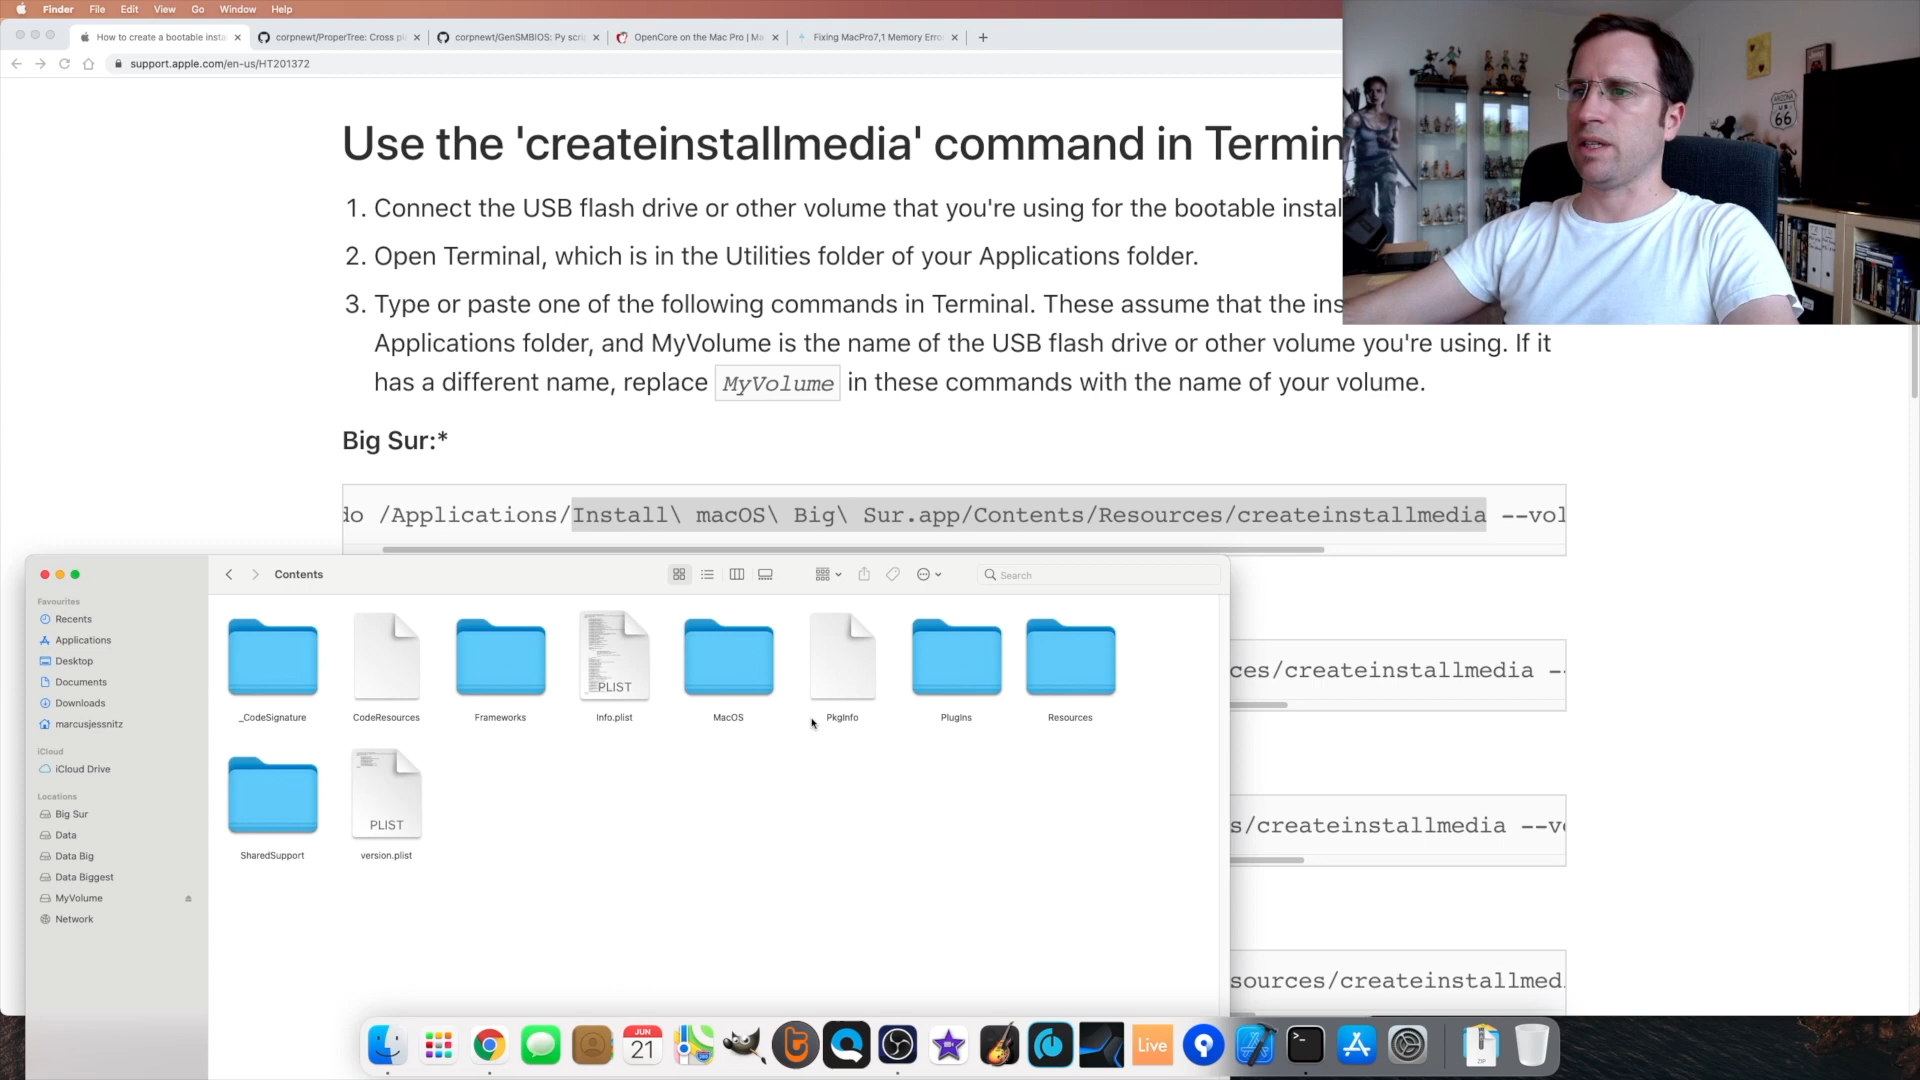 Finder File Edit View Go Window Help
How to create a bootable insta
corpnewt/ProperTree: Cross pl
corpnewt/GenSMBIOS: Py scri
OpenCore on the Mac Pro | Ma
Fixing MacPro7,1 Memory Erro
support.apple.com/en-us/HT201372
Use the 'createinstallmedia' command in Termin
1. Connect the USB flash drive or other volume that you're using for the bootable instal
2. Open Terminal, which is in the Utilities folder of your Applications folder.
3. Type or paste one of the following commands in Terminal. These assume that the ins
Applications folder, and MyVolume is the name of the USB flash drive or other volume you're using. If it
has a different name, replace MyVolume in these commands with the name of your volume.
Big Sur:*
do /Applications/Install\ macOS\ Big\ Sur.app/Contents/Resources/createinstallmedia --vol
ces/createinstallmedia --
s/createinstallmedia --vo
sources/createinstallmed
Contents
Search
Favourites
Recents
Applications
Desktop
Documents
Downloads
marcusjessnitz
iCloud
iCloud Drive
Locations
Big Sur
Data
Data Big
Data Biggest
MyVolume
Network
PLIST
_CodeSignature
CodeResources
Frameworks
Info.plist
MacOS
PkgInfo
PlugIns
Resources
PLIST
SharedSupport
version.plist
JUN
21
Live
ZIP
ARIZONA
US
66